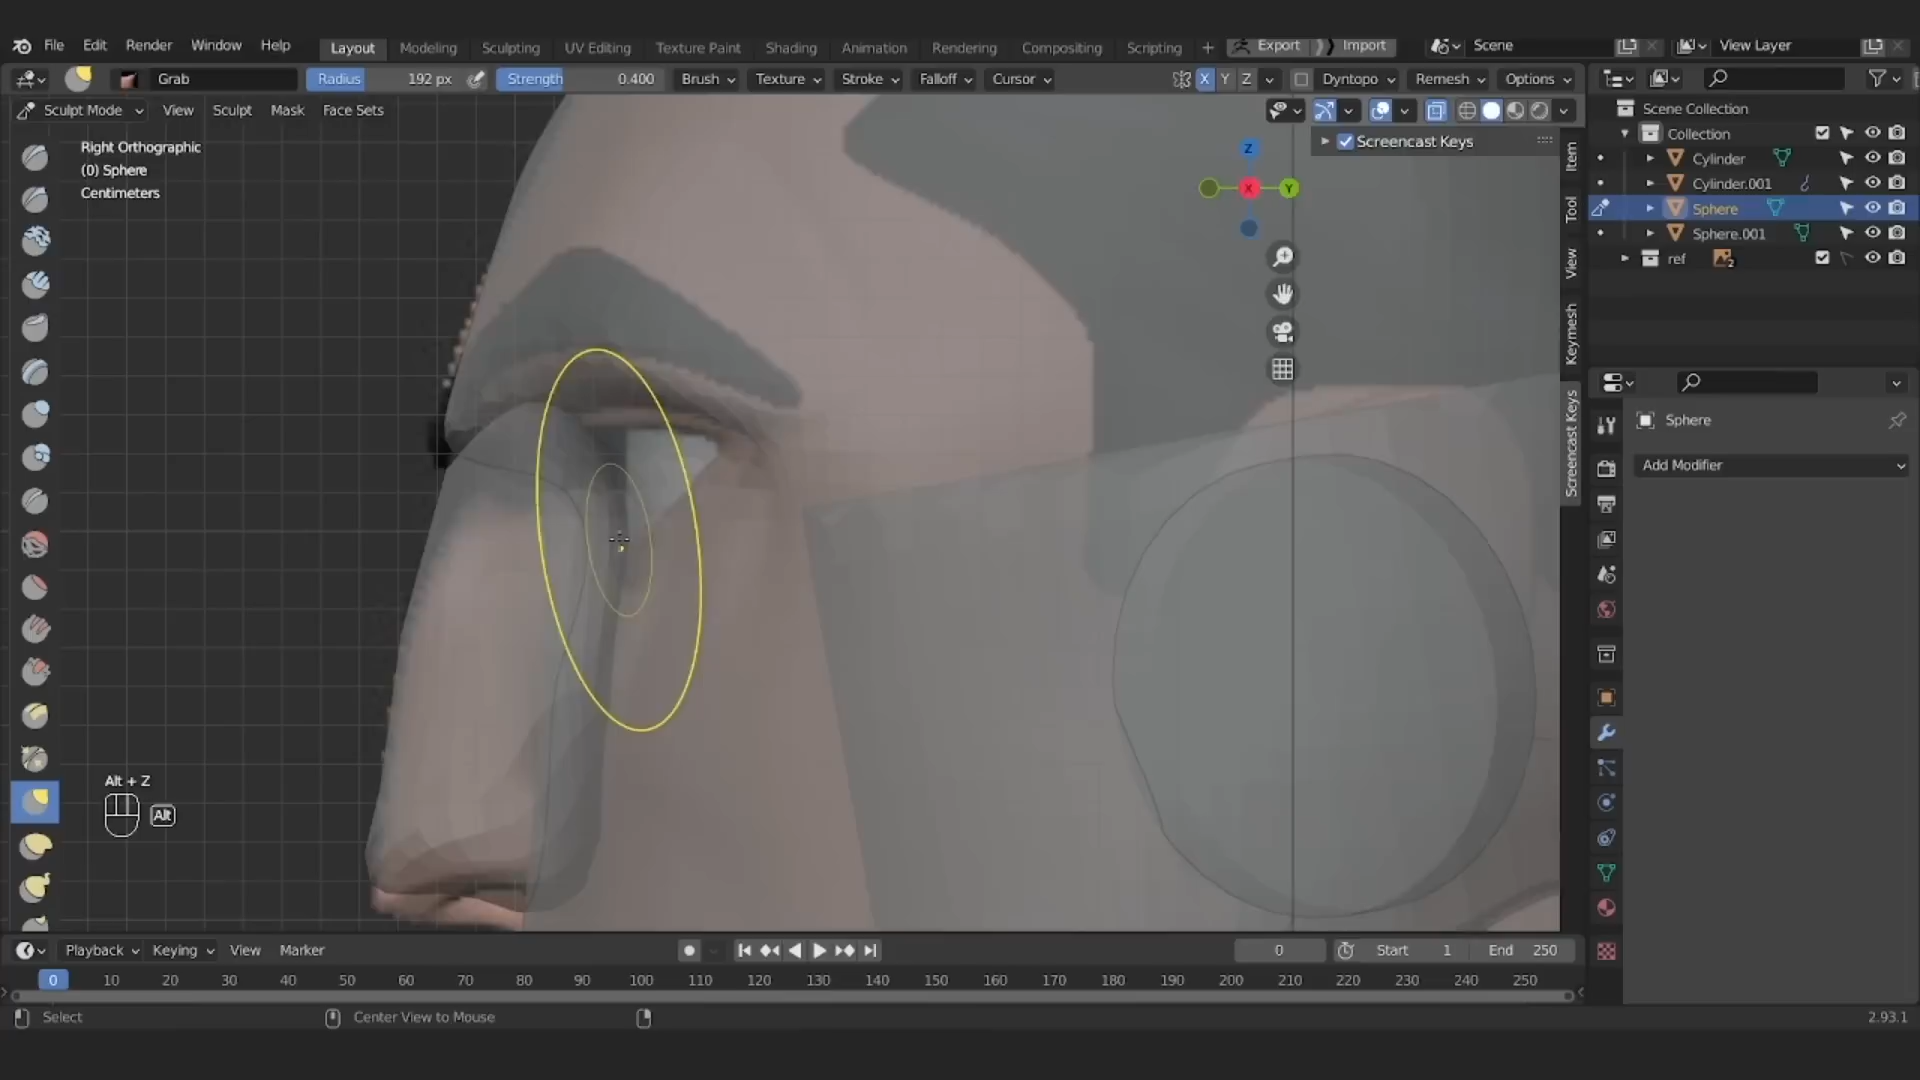 File Edit Render Window Help Layout Modeling Sculpting UV Editing Texture Paint Shading Animation Rendering Compositing Scripting + Export Import Scene View Layer
Grab Radius 192 px Strength 0.400 Brush Texture Stroke Falloff Cursor X Y Z Dyntopo Remesh Options
Sculpt Mode View Sculpt Mask Face Sets
Right Orthographic
(0) Sphere
Centimeters
Screencast Keys
Z
X
Y
Item
Tool
View
Keymesh
Screencast Keys
Scene Collection
Collection
Cylinder
Cylinder.001
Sphere
Sphere.001
ref 2
Sphere
Add Modifier
Alt + Z
Alt
Playback Keying View Marker 0 Start 1 End 250
0 10 20 30 40 50 60 70 80 90 100 110 120 130 140 150 160 170 180 190 200 210 220 230 240 250
Select Center View to Mouse 2.93.1